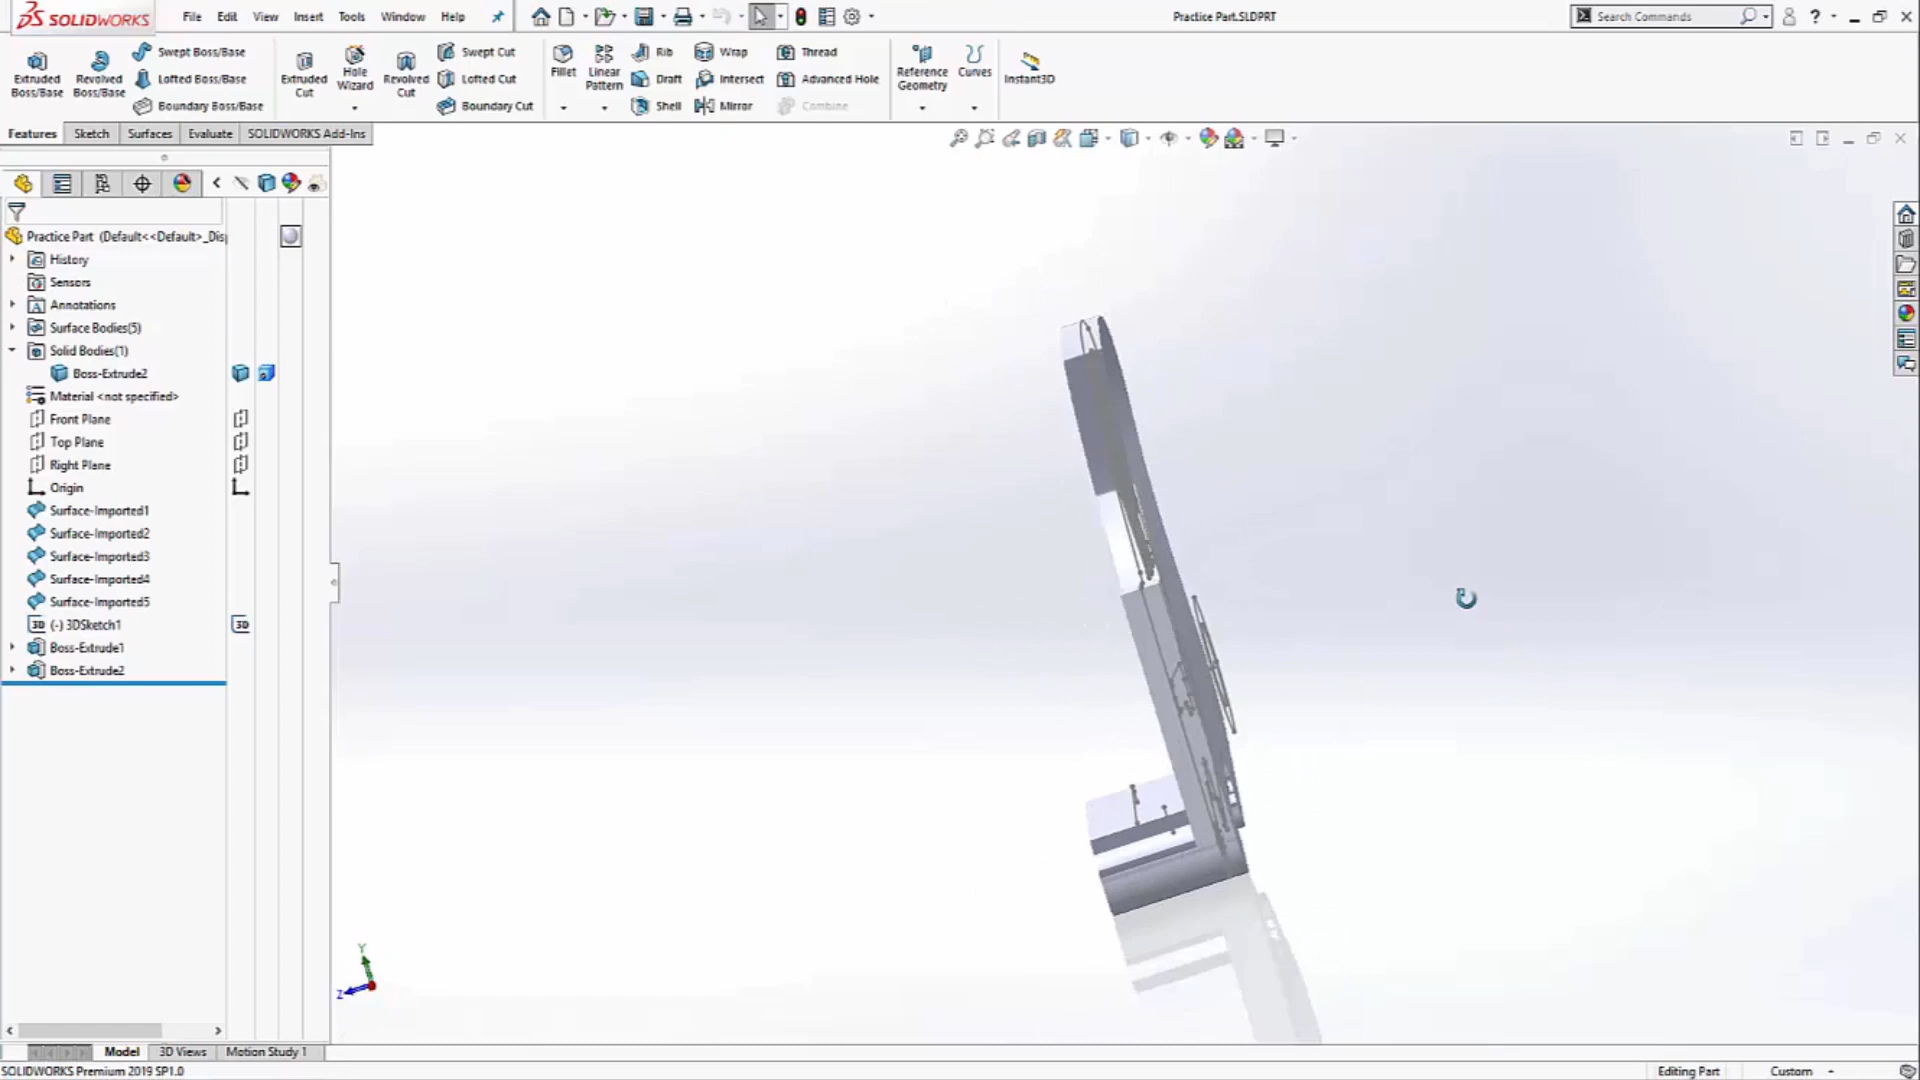 SOLIDWORKS File Edit View Insert Tools Window Help Practice Part.SLDPRT Search Commands ?
Extruded Boss/Base Revolved Boss/Base Swept Boss/Base Lofted Boss/Base Boundary Boss/Base Extruded Cut Hole Wizard Revolved Cut Swept Cut Lofted Cut Boundary Cut Fillet Linear Pattern Rib Draft Shell Wrap Intersect Mirror Thread Advanced Hole Combine Reference Geometry Curves Instant3D
Features Sketch Surfaces Evaluate SOLIDWORKS Add-Ins
Practice Part (Default<<Default>_Dis
History
Sensors
Annotations
Surface Bodies(5)
Solid Bodies(1)
Boss-Extrude2
Material <not specified>
Front Plane
Top Plane
Right Plane
Origin
Surface-Imported1
Surface-Imported2
Surface-Imported3
Surface-Imported4
Surface-Imported5
3D (-) 3DSketch1 3D
Boss-Extrude1
Boss-Extrude2
Y
Z
Model 3D Views Motion Study 1
SOLIDWORKS Premium 2019 SP1.0 Editing Part Custom